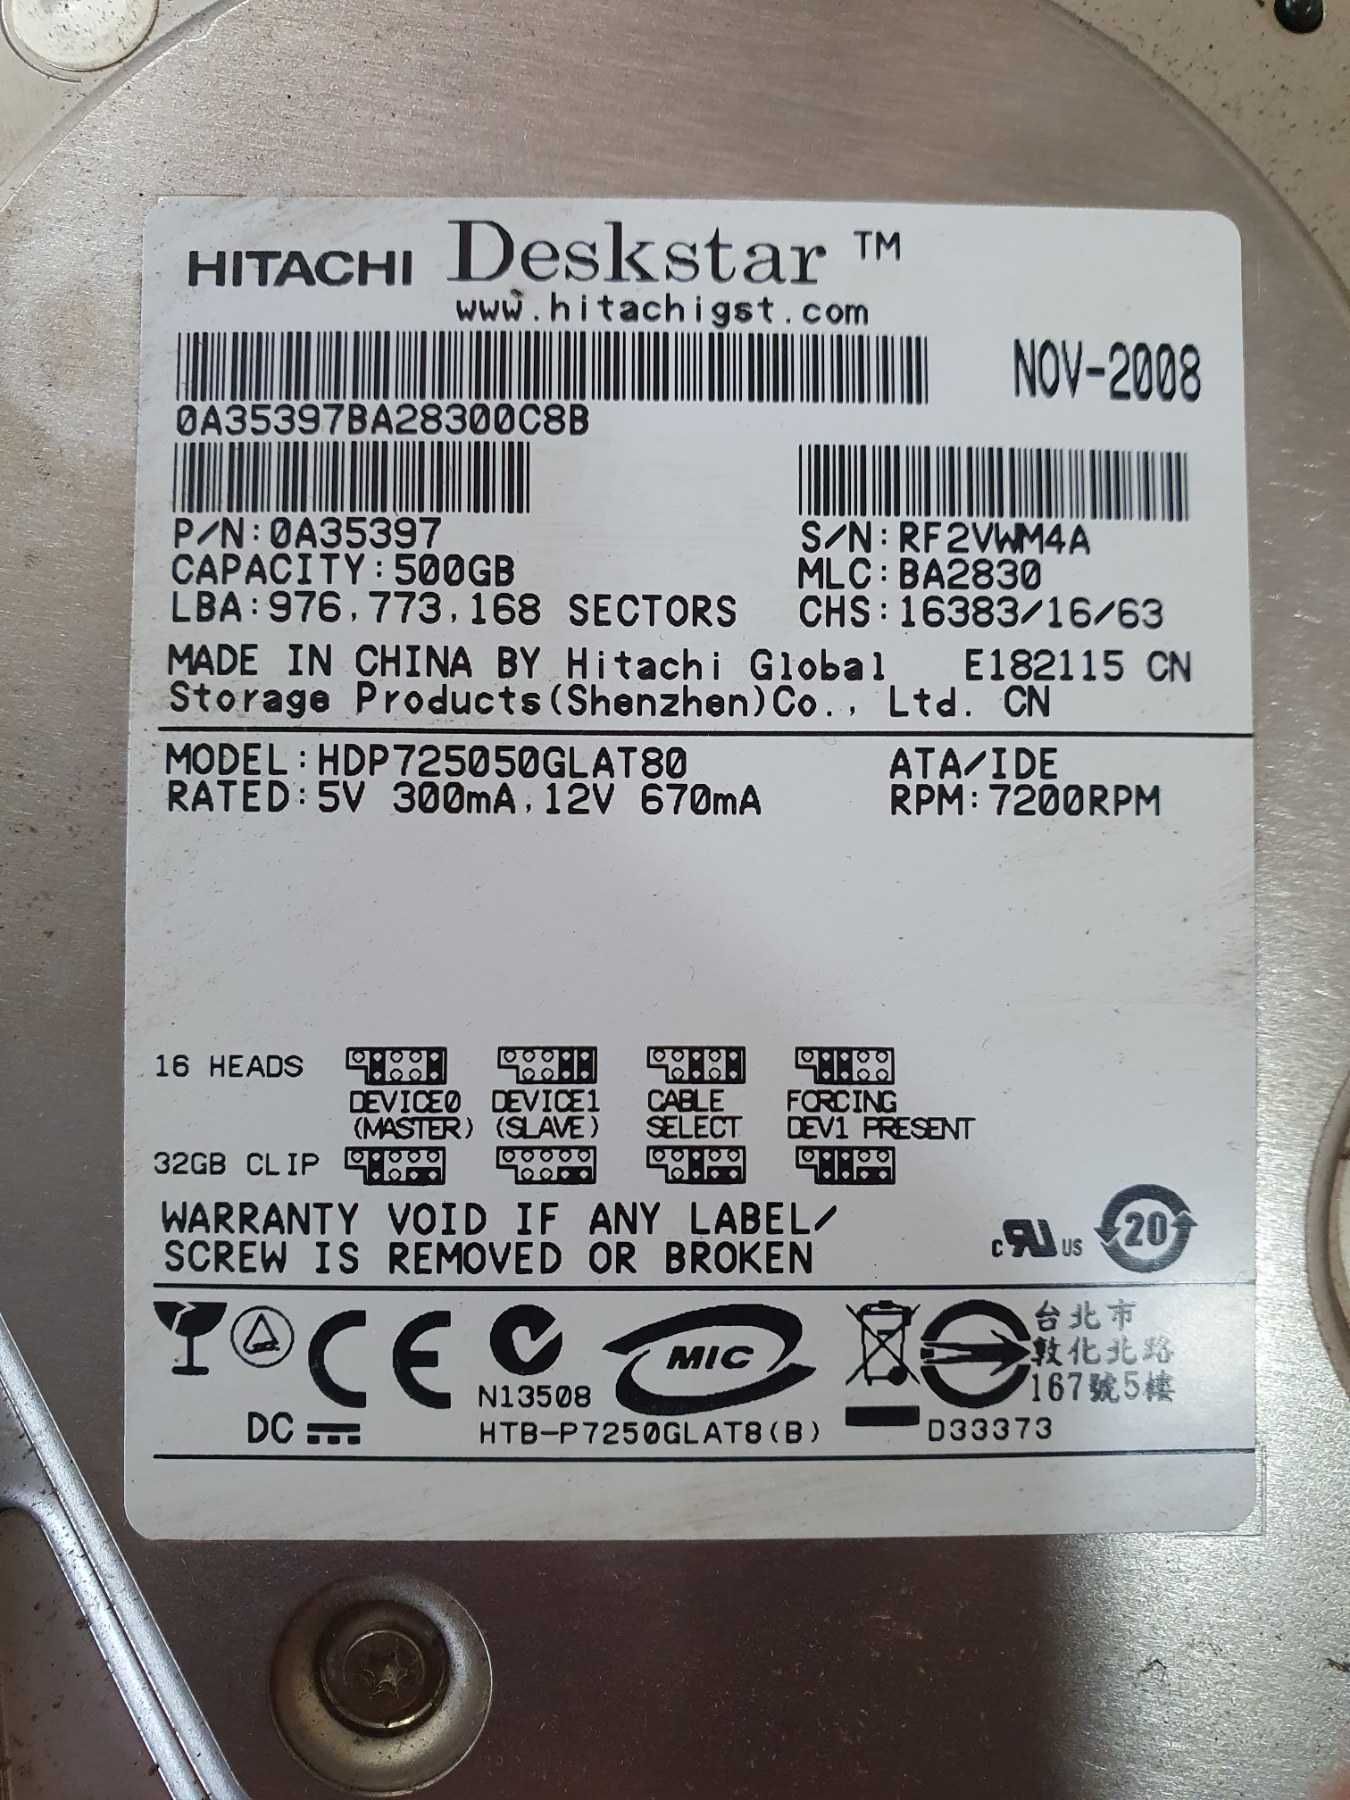 HITACHI Deskstar ™
www.hitachigst.com
NOV-2008
0A35397BA28300C8B
P/N:0A35397 S/N:RF2VWM4A
CAPACITY:500GB MLC:BA2830
LBA:976,773,168 SECTORS CHS:16383/16/63
MADE IN CHINA BY Hitachi Global E182115 CN
Storage Products(Shenzhen)Co., Ltd. CN
MODEL:HDP725050GLAT80 ATA/IDE
RATED:5V 300mA,12V 670mA RPM:7200RPM
16 HEADS
DEVICE0 DEVICE1 CABLE FORCING
(MASTER) (SLAVE) SELECT DEV1 PRESENT
32GB CLIP
WARRANTY VOID IF ANY LABEL/
SCREW IS REMOVED OR BROKEN
c RU US 20
CE MIC
台北市
敦化北路
167號5樓
N13508
DC HTB-P7250GLAT8(B) D33373